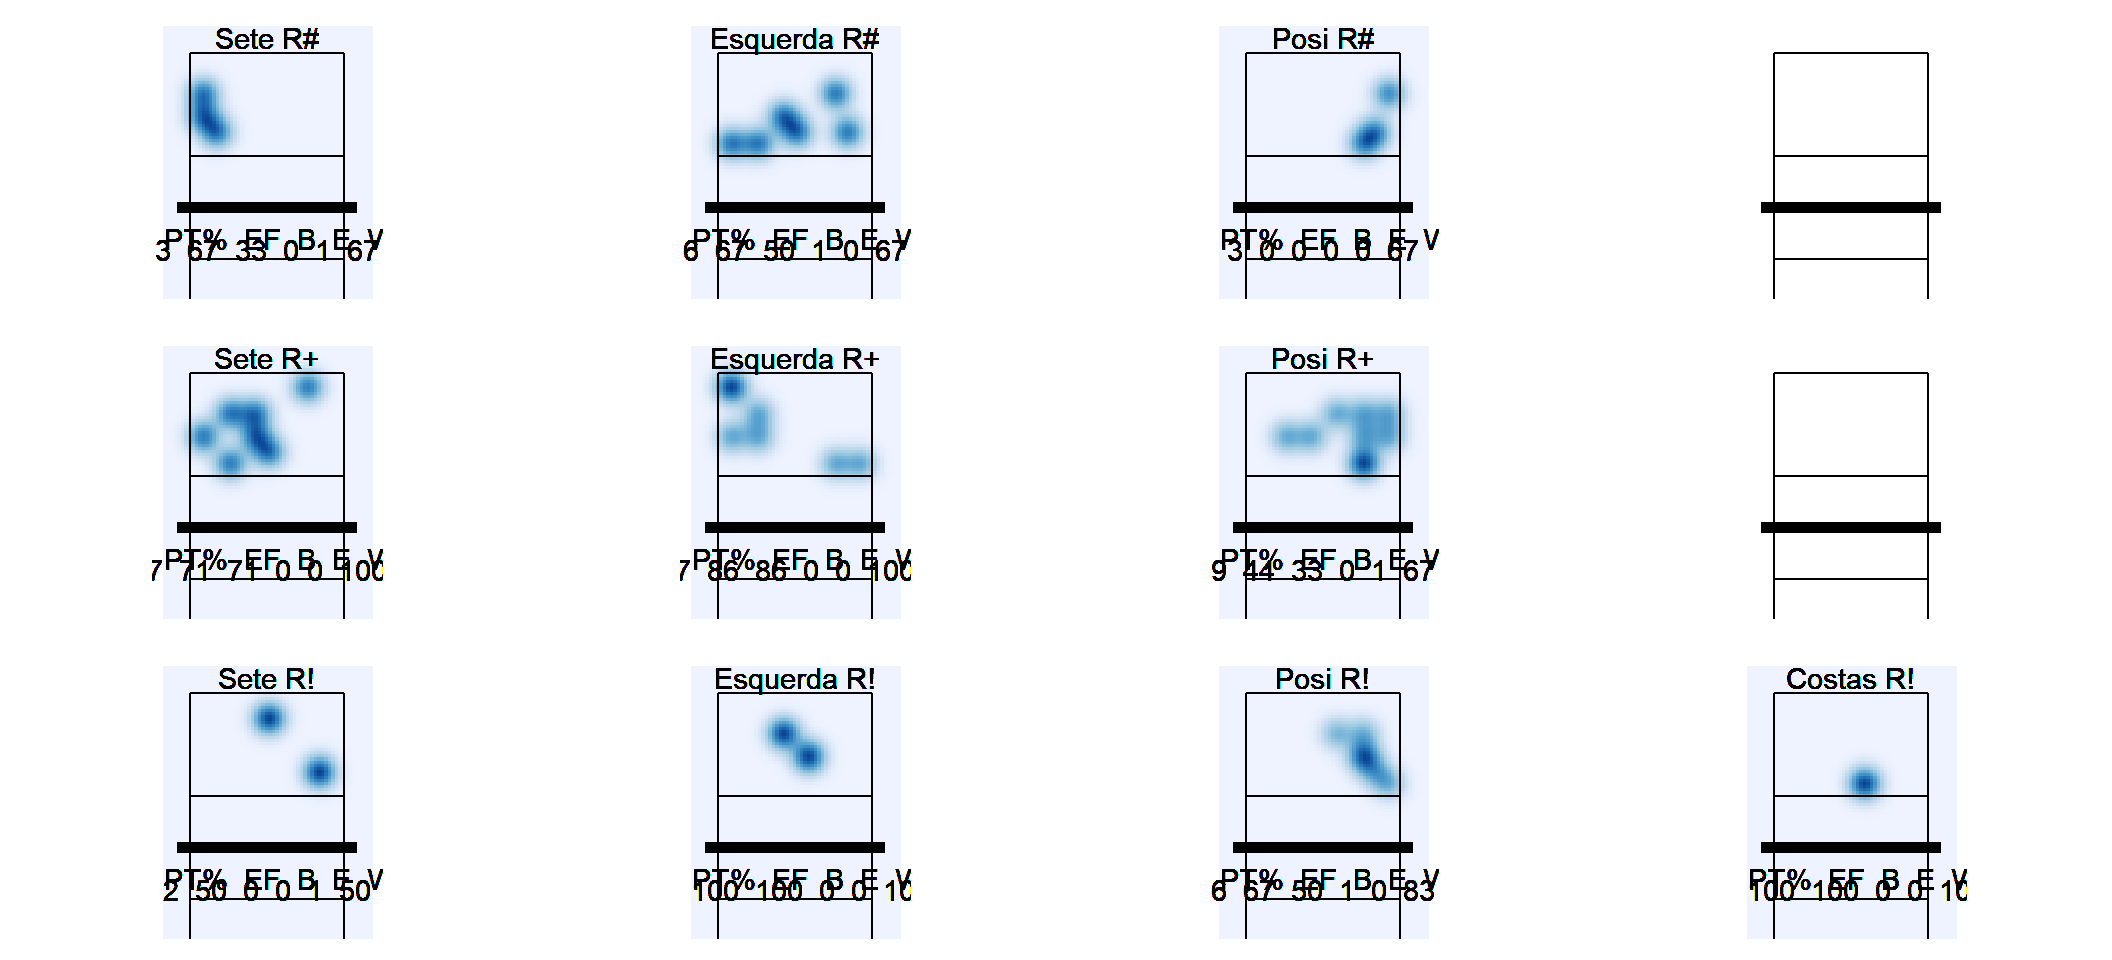 Sete R#
Esquerda R#
Posi R#
PT% EF B E V
3 67 33 0 1 67
PT% EF B E V
6 67 50 1 0 67
PT% EF B E V
3 0 0 0 0 67
Sete R+
Esquerda R+
Posi R+
PT% EF B E V
7 71 71 0 0 100
PT% EF B E V
7 86 86 0 0 100
PT% EF B E V
9 44 33 0 1 67
Sete R!
Esquerda R!
Posi R!
Costas R!
PT% EF B E V
2 50 0 0 1 50
PT% EF B E V
100 100 0 0 10
PT% EF B E V
6 67 50 1 0 83
PT% EF B E V
100 100 0 0 10